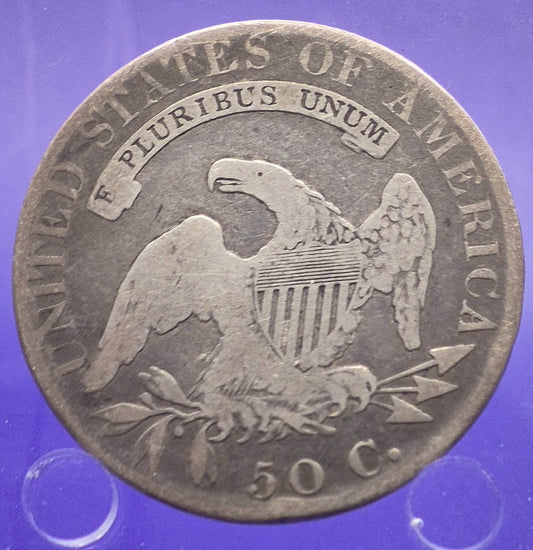 UNITED STATES OF AMERICA
E PLURIBUS UNUM
50 C.